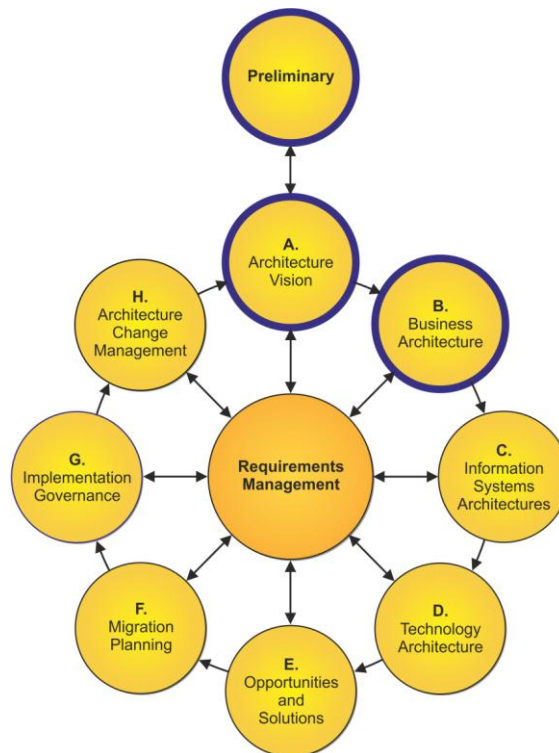 Preliminary
A.
Architecture
Vision
B.
Business
Architecture
C.
Information
Systems
Architectures
D.
Technology
Architecture
E.
Opportunities
and
Solutions
F.
Migration
Planning
G.
Implementation
Governance
H.
Architecture
Change
Management
Requirements
Management